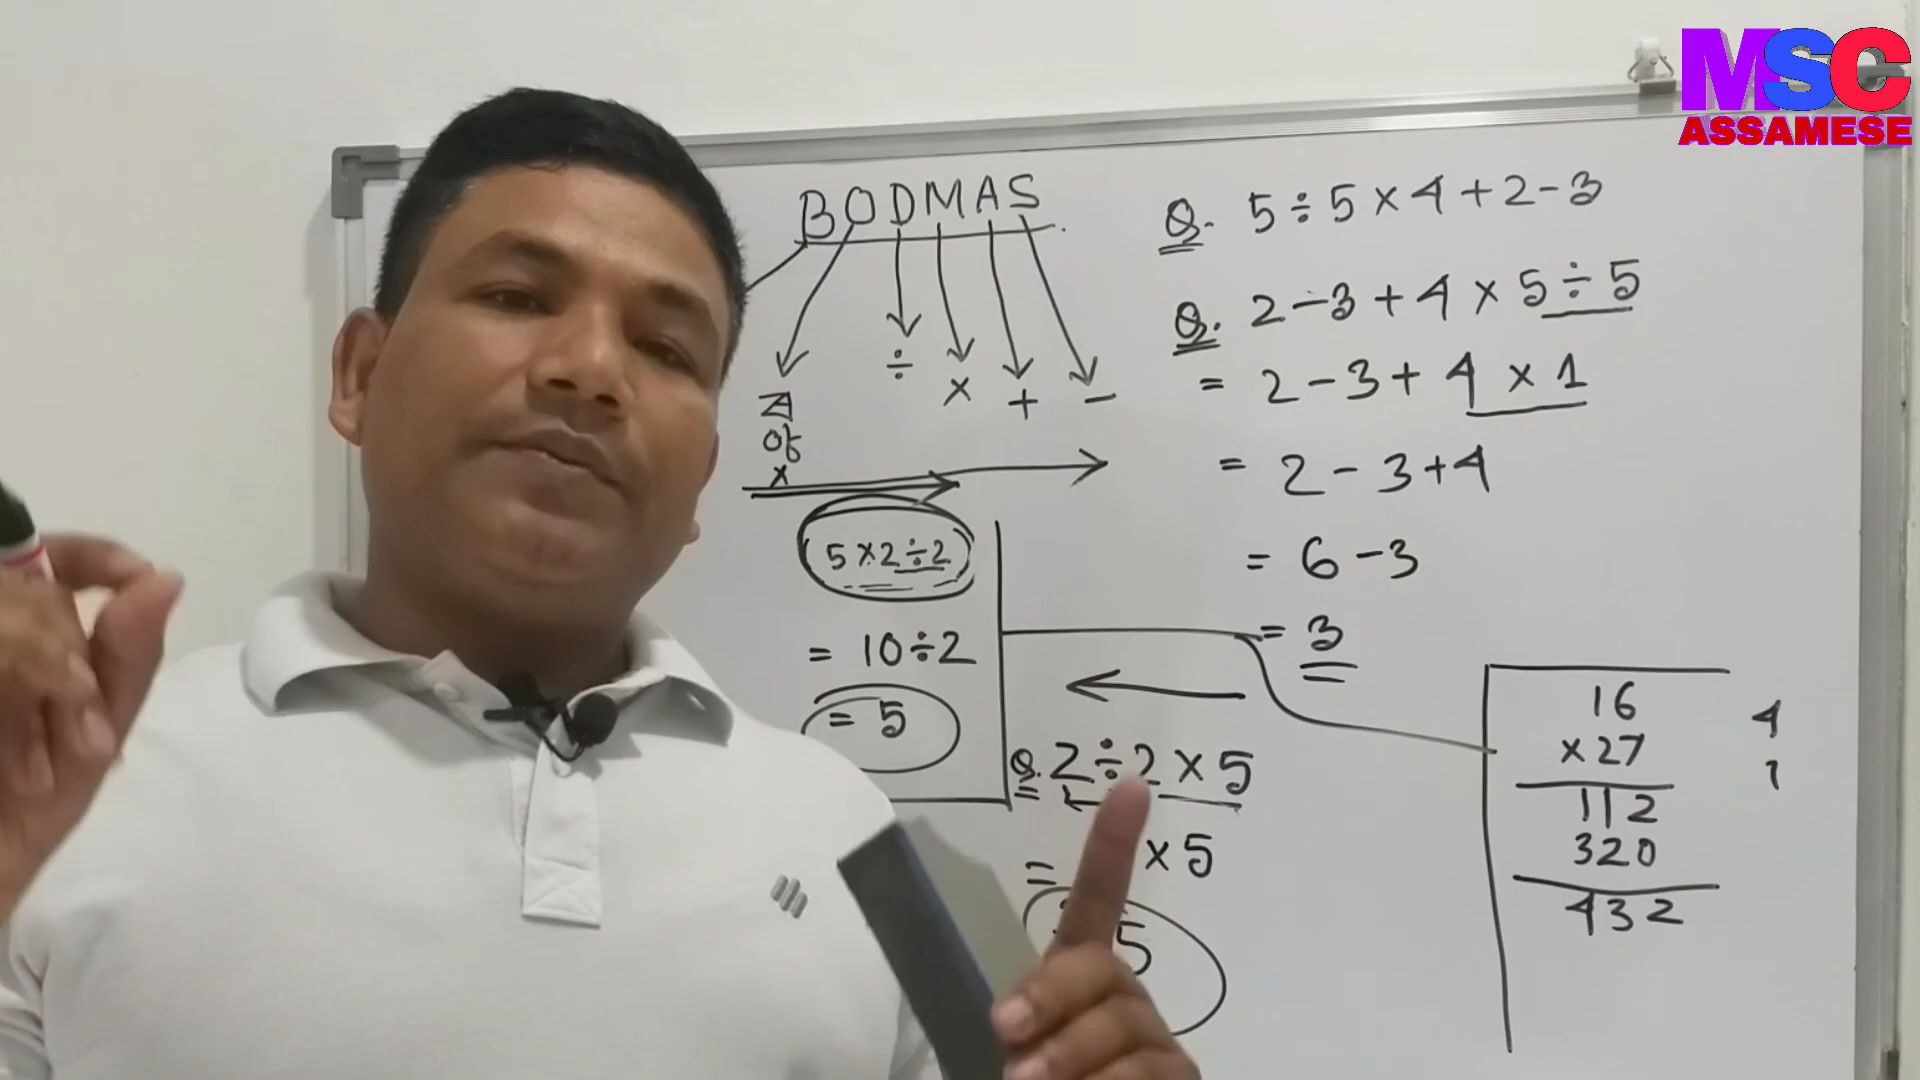 MSC
ASSAMESE
BODMAS
÷ × + -
of
×
5×2÷2
= 10÷2
= 5
Q. 5÷5×4+2-3
Q. 2-3+4×5÷5
= 2-3+4×1
= 2-3+4
= 6-3
= 3
Q. 2÷2×5
= ×5
5
16
×27
112
320
432
4
1